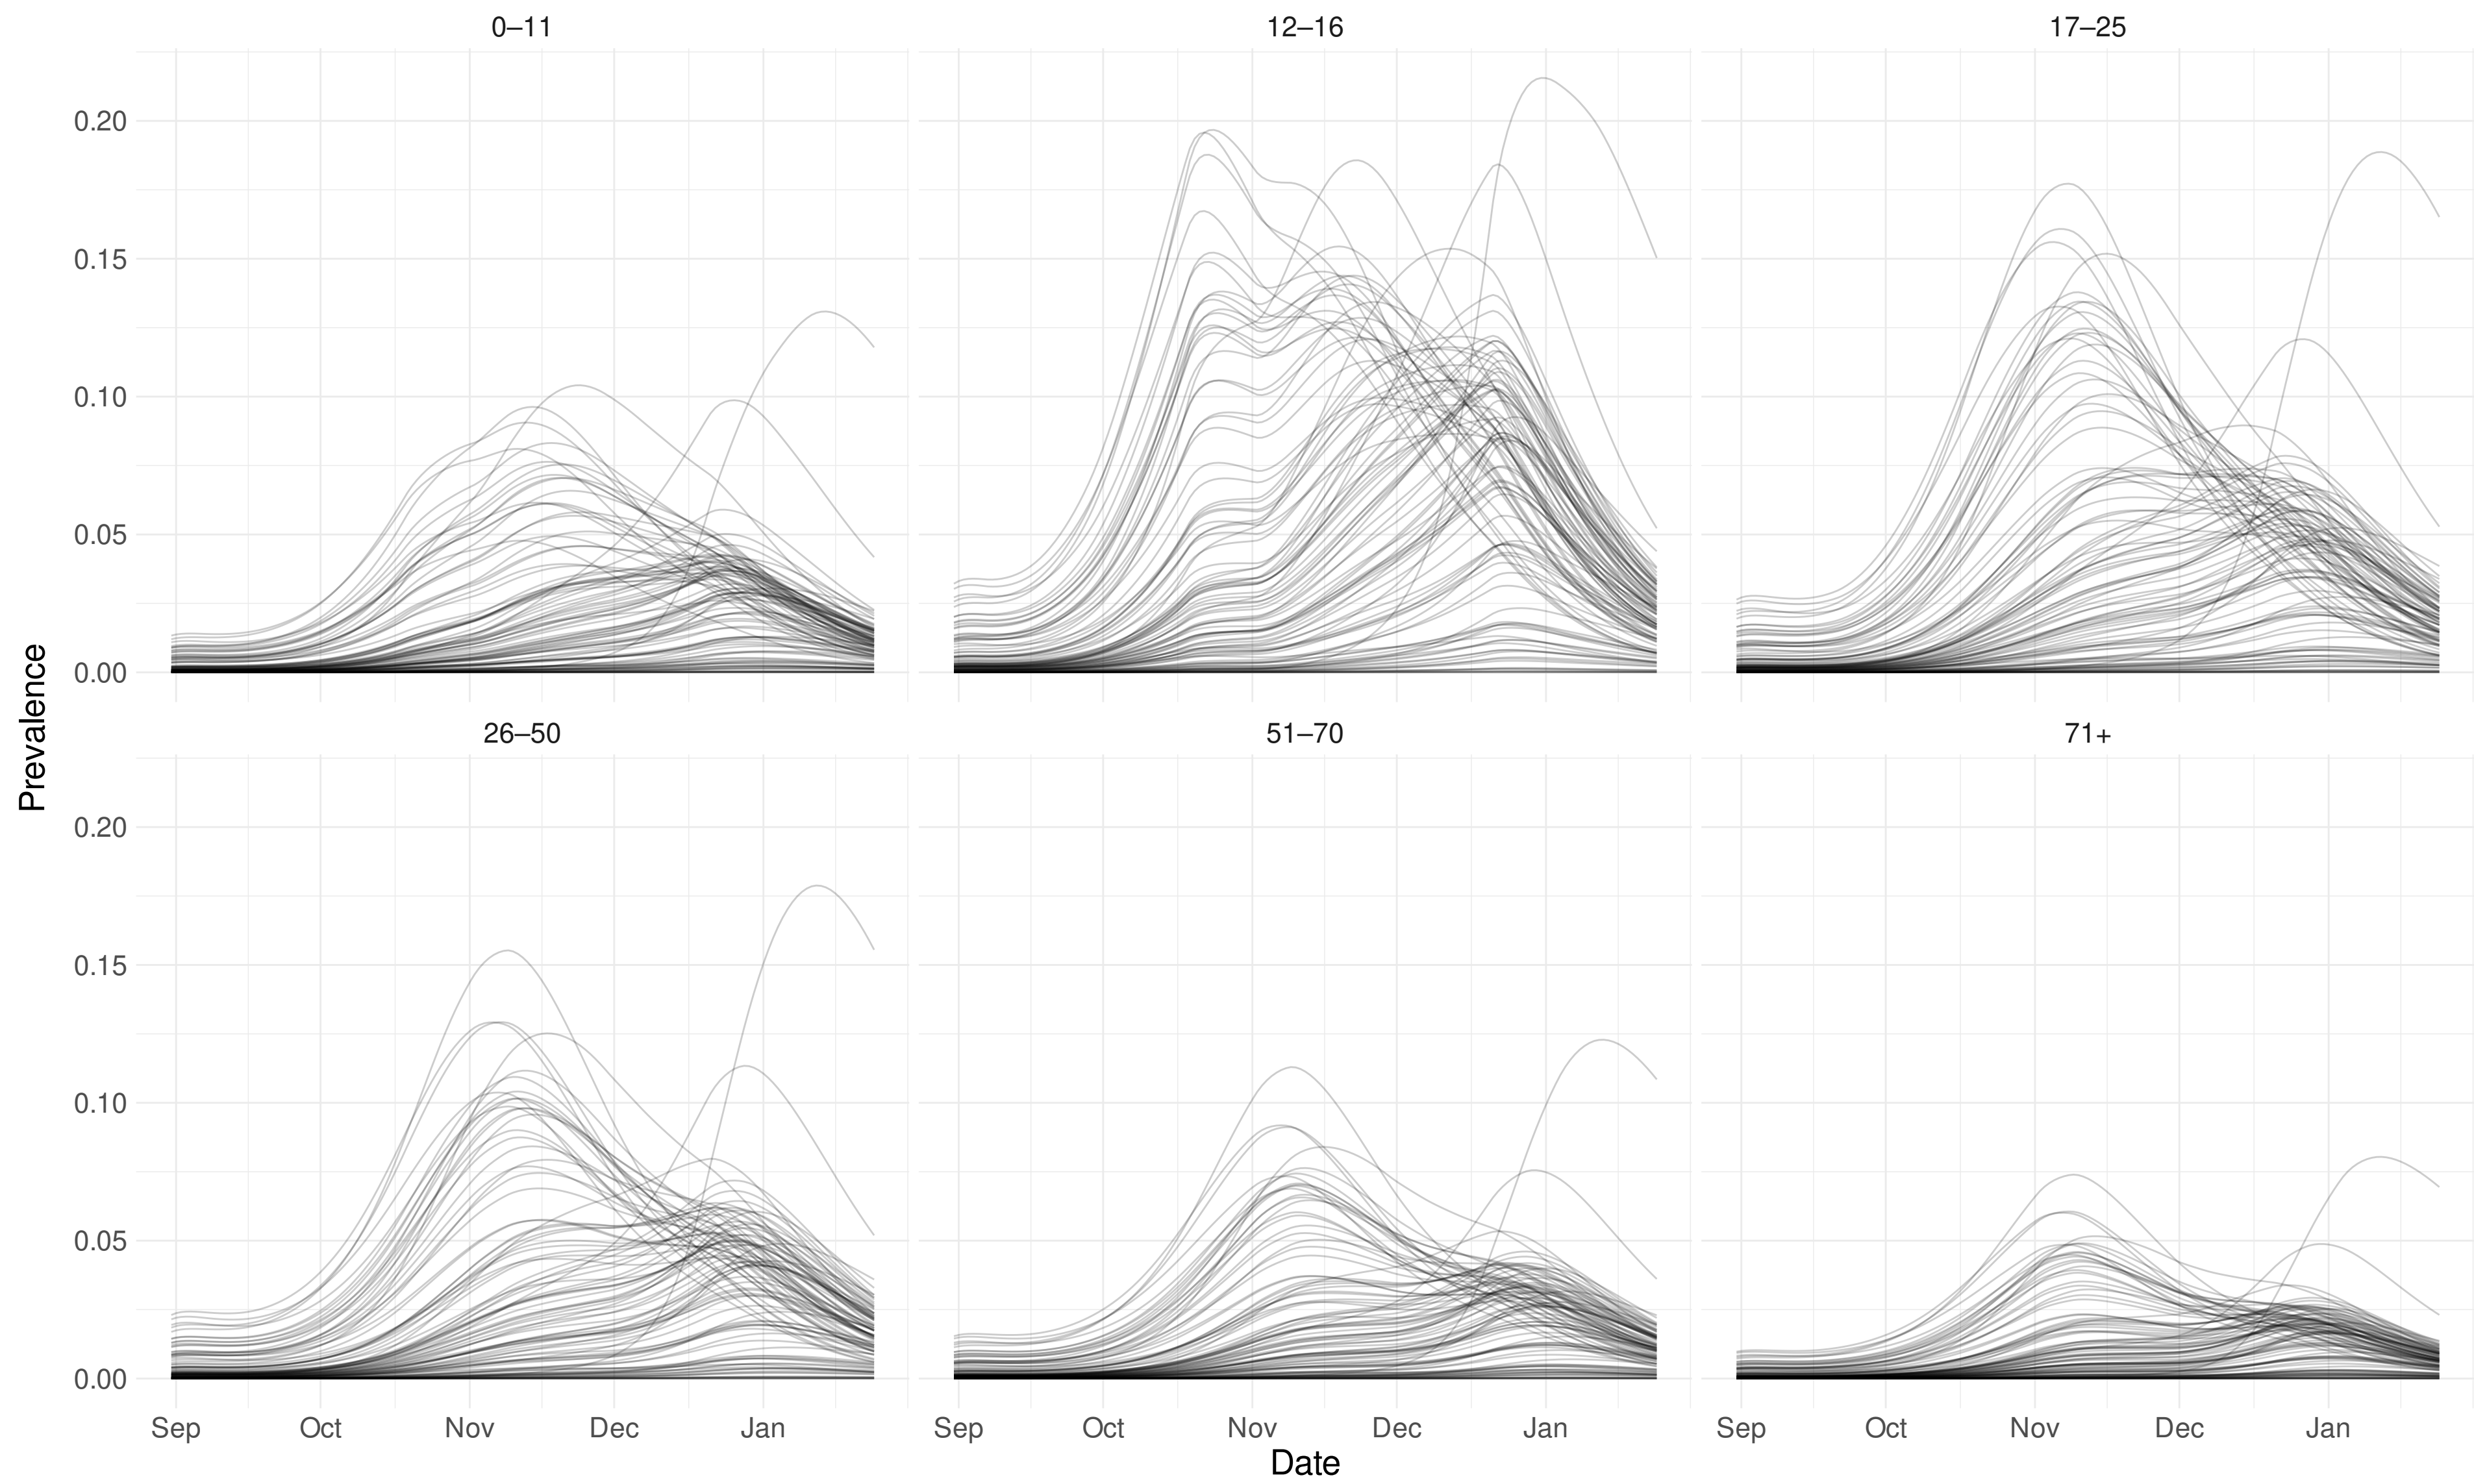 0–11 12–16 17–25
0.20
0.15
0.10
0.05
0.00
Prevalence
26–50 51–70 71+
0.20
0.15
0.10
0.05
0.00
Sep Oct Nov Dec Jan Sep Oct Nov Dec Jan Sep Oct Nov Dec Jan
Date